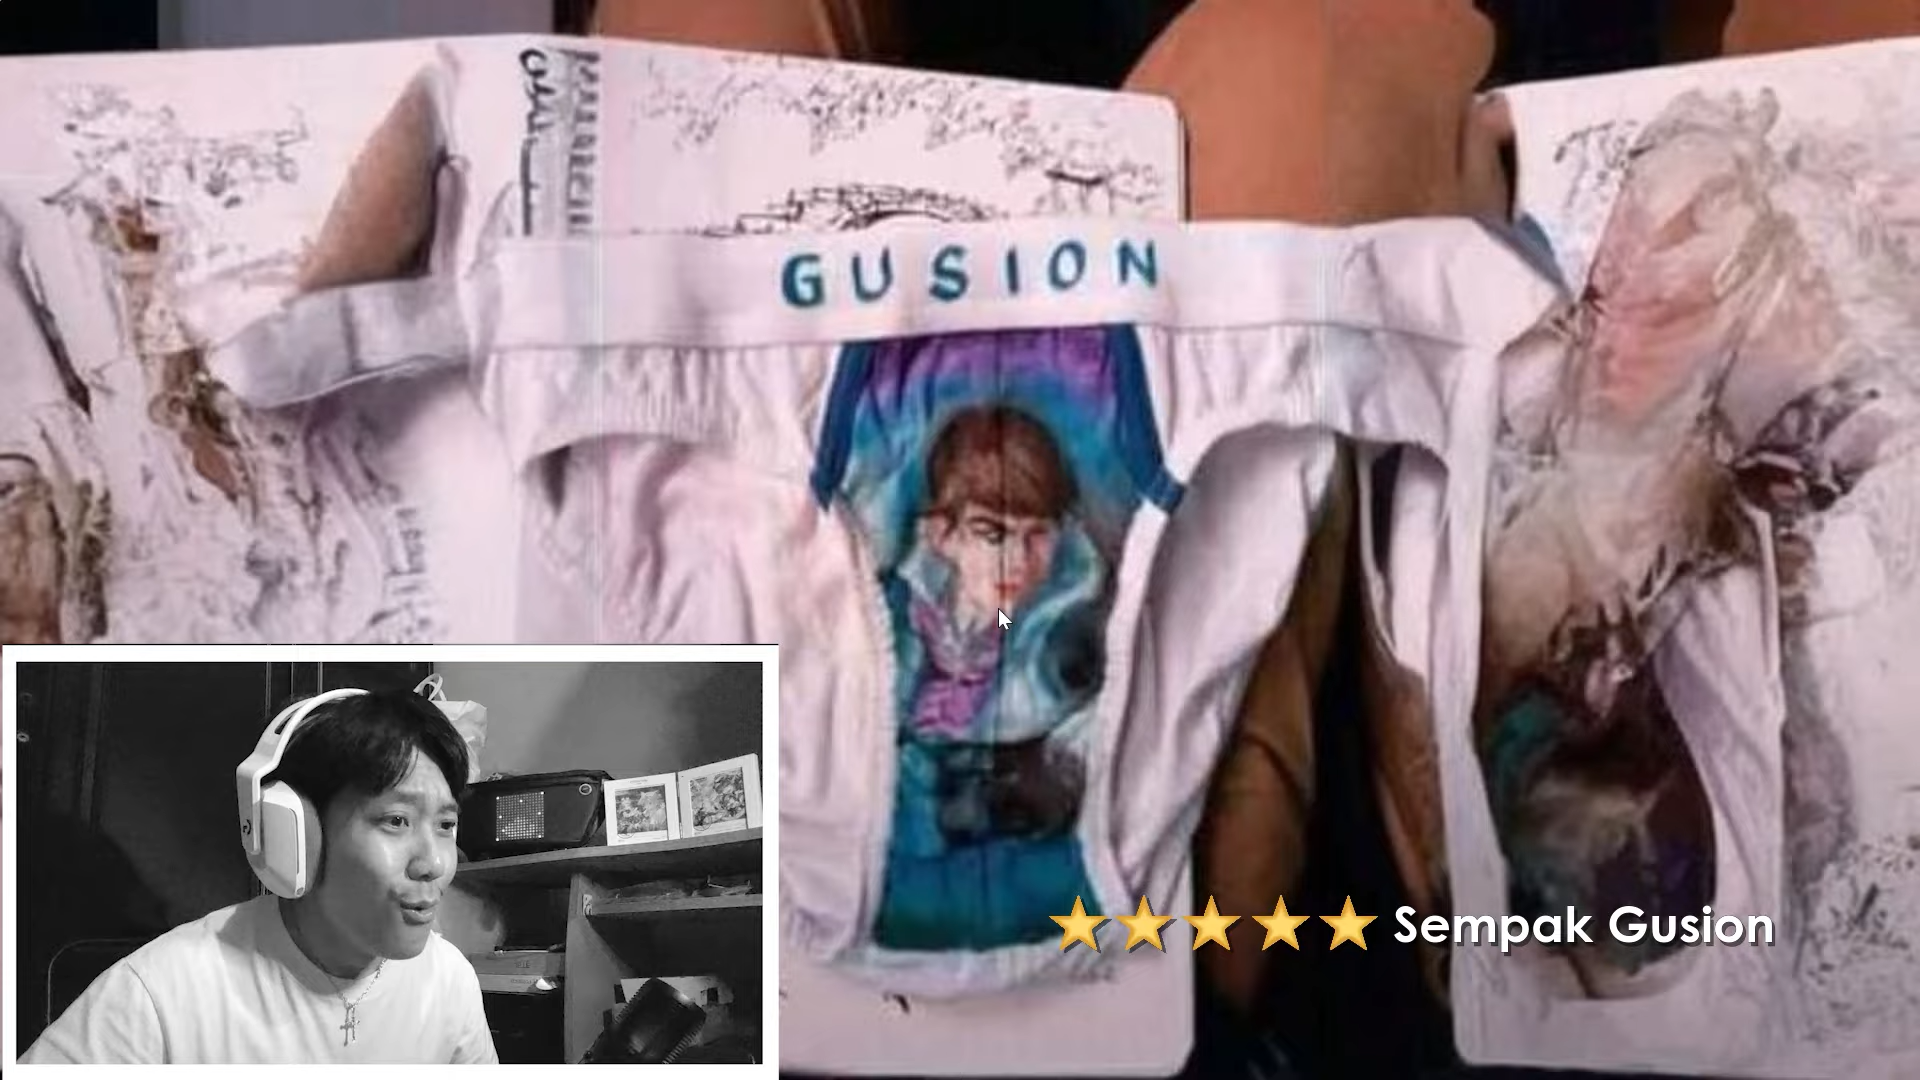 GUSION
⭐⭐⭐⭐⭐ Sempak Gusion